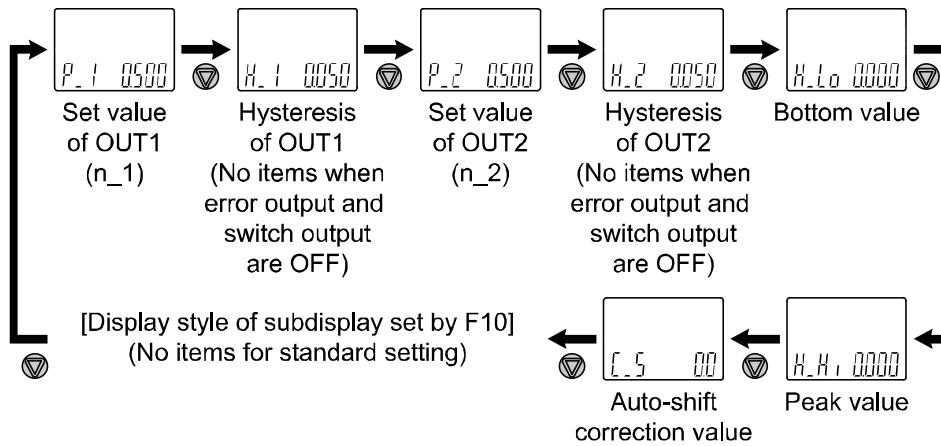 P_1 0.500
H_1 0.050
P_2 0.500
H_2 0.050
H_Lo 0.000
Set value
of OUT1
(n_1)
Hysteresis
of OUT1
(No items when
error output and
switch output
are OFF)
Set value
of OUT2
(n_2)
Hysteresis
of OUT2
(No items when
error output and
switch output
are OFF)
Bottom value
[Display style of subdisplay set by F10]
(No items for standard setting)
C_S 0.0
H_Hi 0.000
Auto-shift
correction value
Peak value